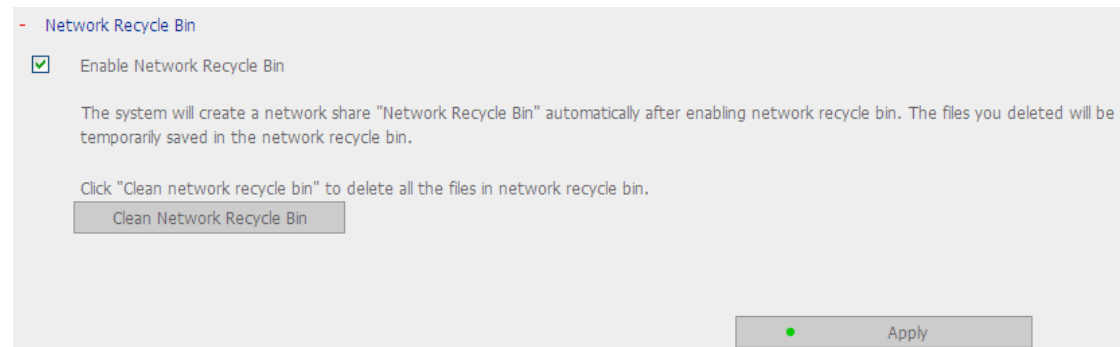 - Network Recycle Bin
Enable Network Recycle Bin
The system will create a network share "Network Recycle Bin" automatically after enabling network recycle bin. The files you deleted will be
temporarily saved in the network recycle bin.
Click "Clean network recycle bin" to delete all the files in network recycle bin.
Clean Network Recycle Bin
Apply